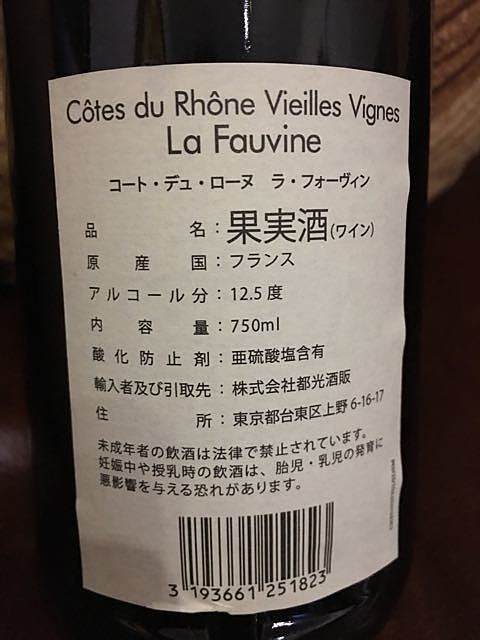 Côtes du Rhône Vieilles Vignes
La Fauvine
コート・デュ・ローヌ ラ・フォーヴィン
品名：果実酒(ワイン)
原産国：フランス
アルコール分：12.5度
内容量：750ml
酸化防止剤：亜硫酸塩含有
輸入者及び引取先：株式会社都光酒販
住所：東京都台東区上野6-16-17
未成年者の飲酒は法律で禁止されています。
妊娠中や授乳時の飲酒は、胎児・乳児の発育に
悪影響を与える恐れがあります。
3 193661 251823